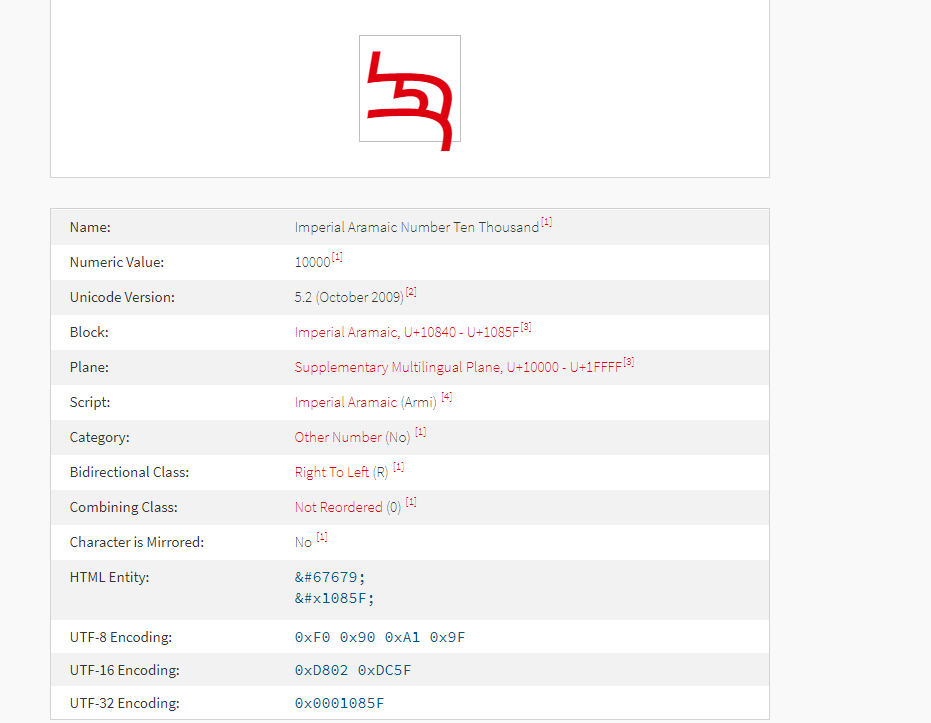 𐡟
Name: Imperial Aramaic Number Ten Thousand[1]
Numeric Value: 10000[1]
Unicode Version: 5.2 (October 2009)[2]
Block: Imperial Aramaic, U+10840 - U+1085F[3]
Plane: Supplementary Multilingual Plane, U+10000 - U+1FFFF[3]
Script: Imperial Aramaic (Armi) [4]
Category: Other Number (No) [1]
Bidirectional Class: Right To Left (R) [1]
Combining Class: Not Reordered (0) [1]
Character is Mirrored: No [1]
HTML Entity: &#67679;
&#x1085F;
UTF-8 Encoding: 0xF0 0x90 0xA1 0x9F
UTF-16 Encoding: 0xD802 0xDC5F
UTF-32 Encoding: 0x0001085F